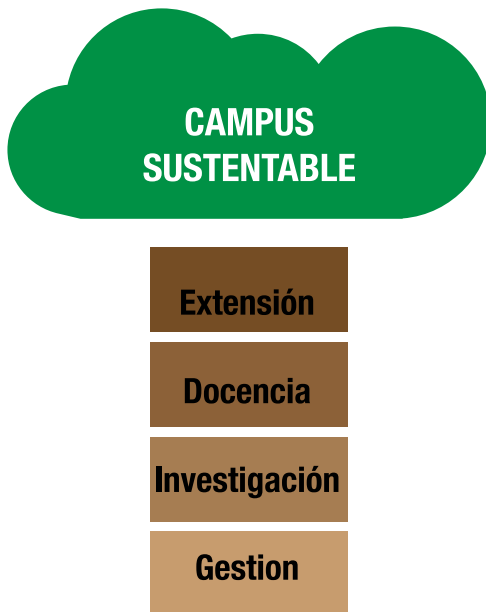 CAMPUS
SUSTENTABLE
Extensión
Docencia
Investigación
Gestion